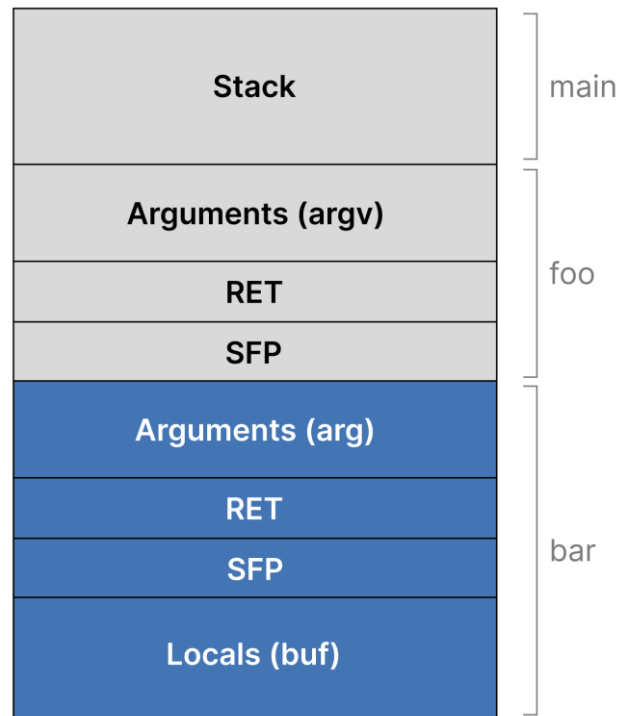 Stack
main
Arguments (argv)
RET
foo
SFP
Arguments (arg)
RET
bar
SFP
Locals (buf)